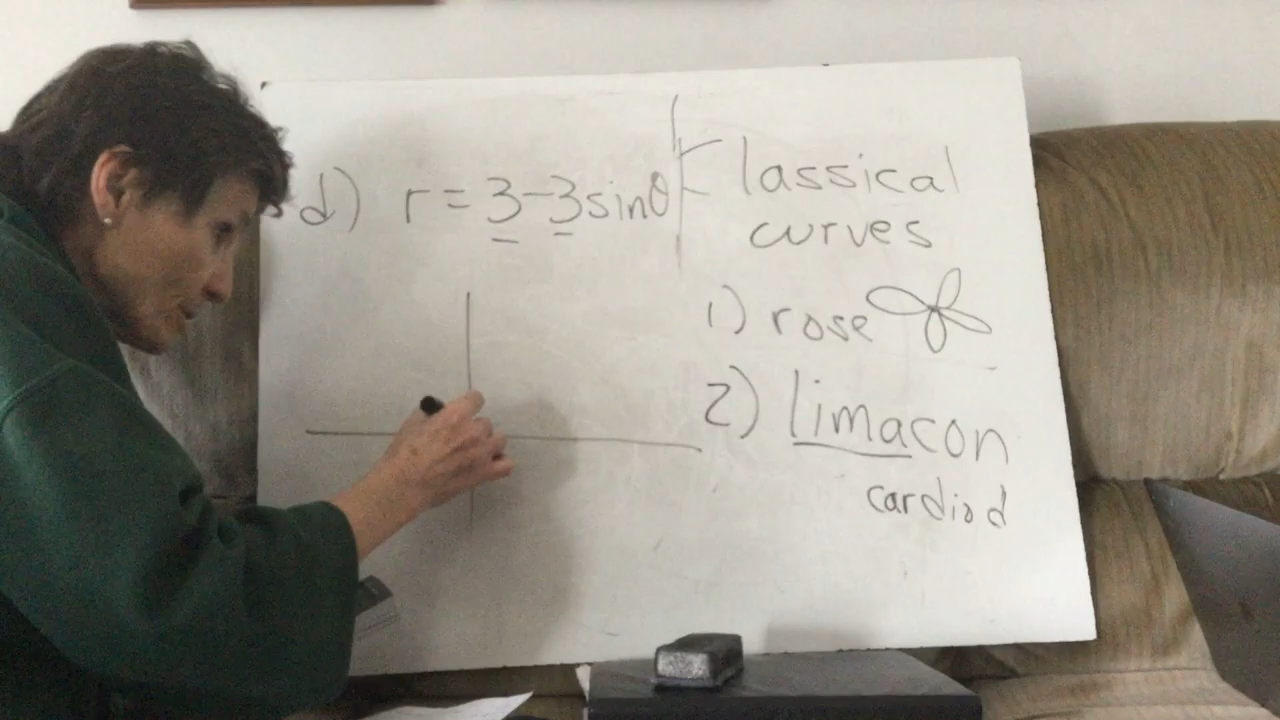 d) r = 3-3sinθ
Classical
curves
1) rose
2) limacon
cardiod